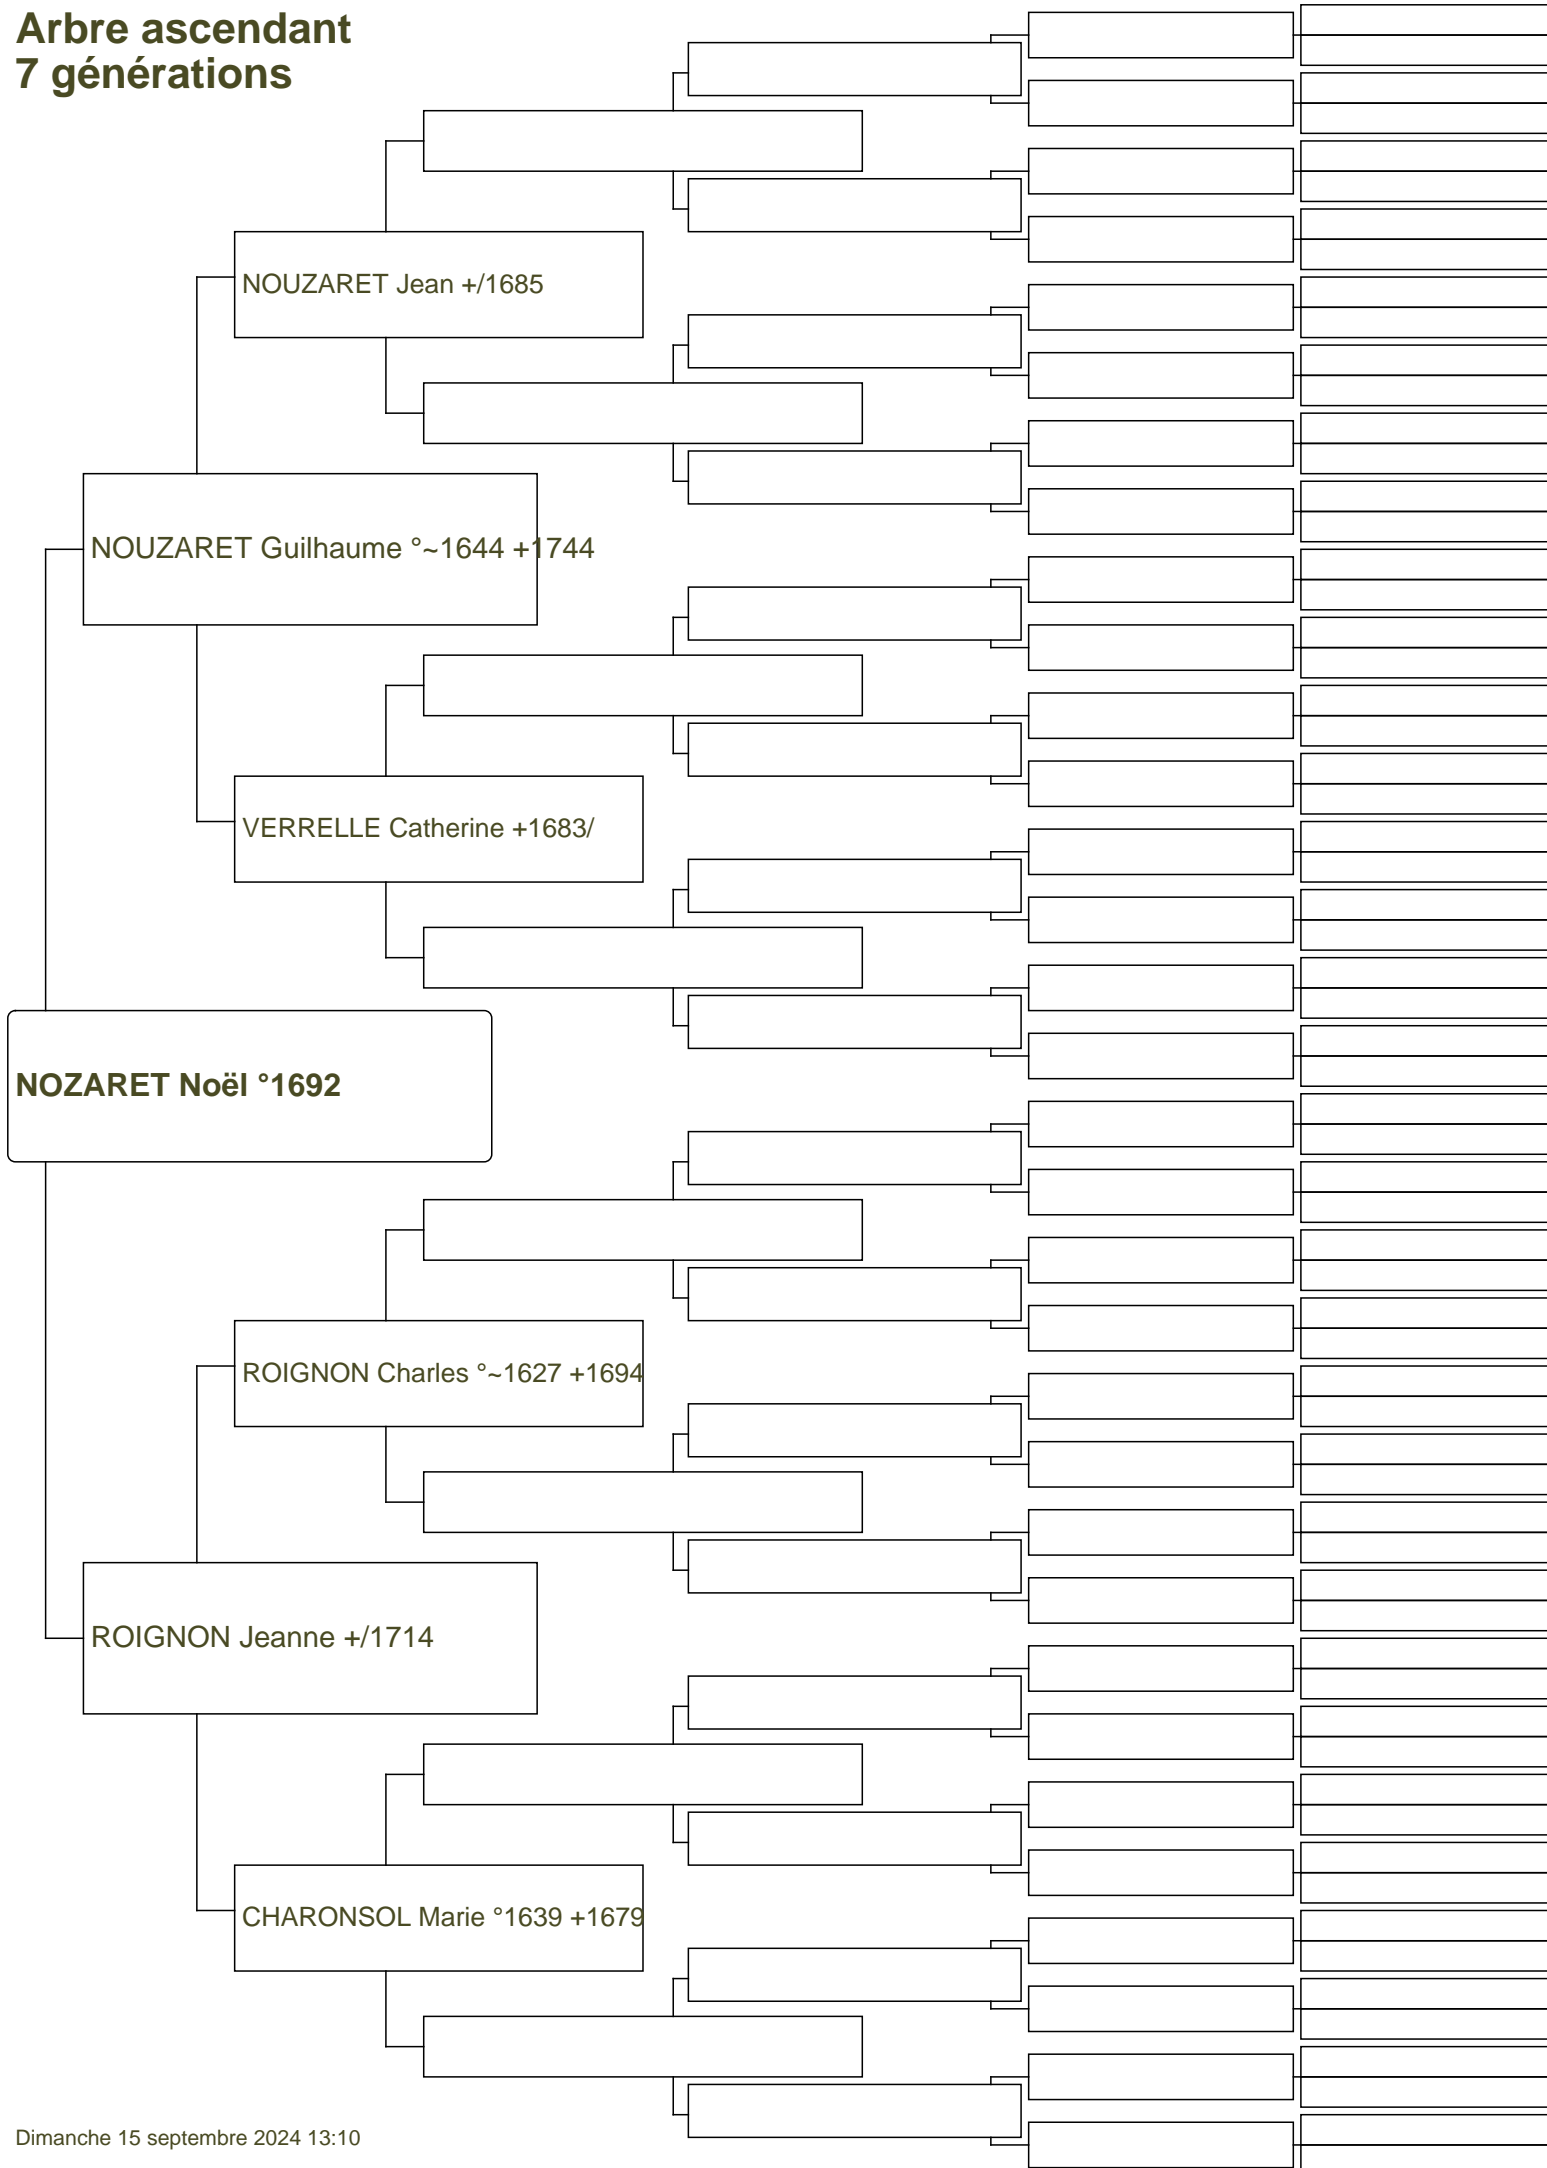 Arbre ascendant
7 générations
NOUZARET Jean +/1685
NOUZARET Guilhaume °~1644 +1744
VERRELLE Catherine +1683/
NOZARET Noël °1692
ROIGNON Charles °~1627 +1694
ROIGNON Jeanne +/1714
CHARONSOL Marie °1639 +1679
Dimanche 15 septembre 2024 13:10